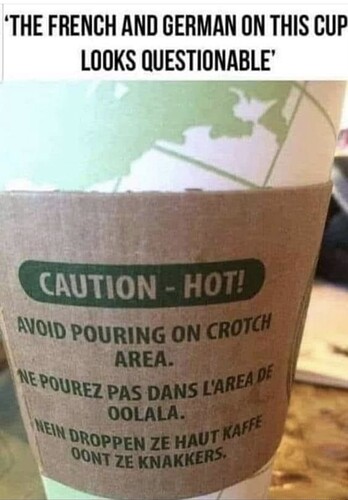 'THE FRENCH AND GERMAN ON THIS CUP
LOOKS QUESTIONABLE'
CAUTION - HOT!
AVOID POURING ON CROTCH
AREA.
NE POUREZ PAS DANS L'AREA DE
OOLALA.
NEIN DROPPEN ZE HAUT KAFFE
OONT ZE KNAKKERS.